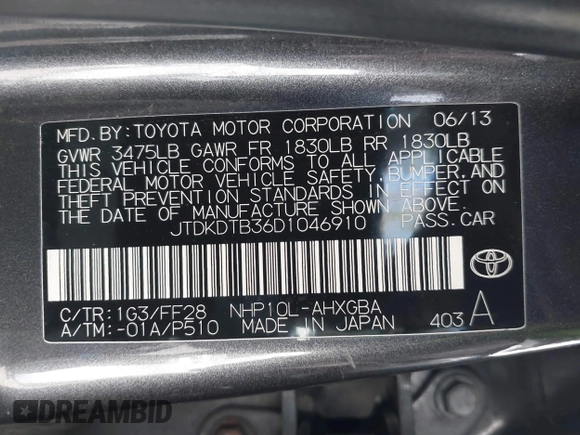 MFD.BY:TOYOTA MOTOR CORPORATION 06/13
GVWR 3475LB GAWR FR 1830LB RR 1830LB
THIS VEHICLE CONFORMS TO ALL APPLICABLE
FEDERAL MOTOR VEHICLE SAFETY,BUMPER,AND
THEFT PREVENTION STANDARDS IN EFFECT ON
THE DATE OF MANUFACTURE SHOWN ABOVE.
JTDKDTB36D1046910 PASS.CAR
C/TR:1G3/FF28 NHP10L-AHXGBA
A/TM:-01A/P510 MADE IN JAPAN 403 A
DREAMBID